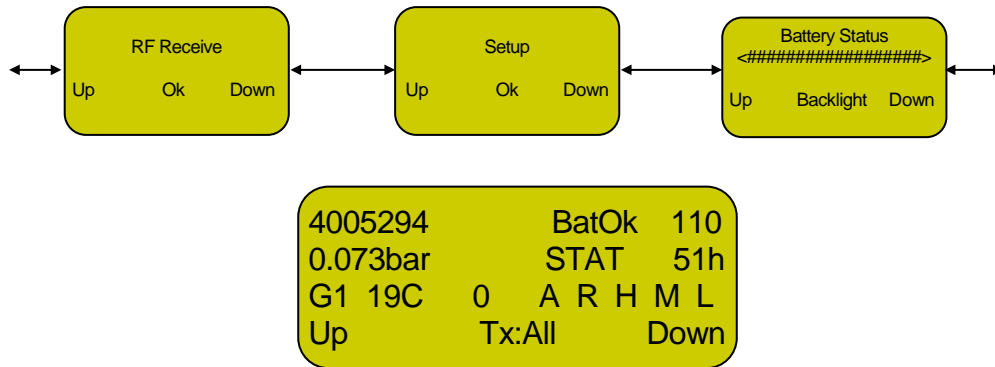 RF Receive
Up Ok Down
Setup
Up Ok Down
Battery Status
<##################>
Up Backlight Down
4005294 BatOk 110
0.073bar STAT 51h
G1 19C 0 A R H M L
Up Tx:All Down